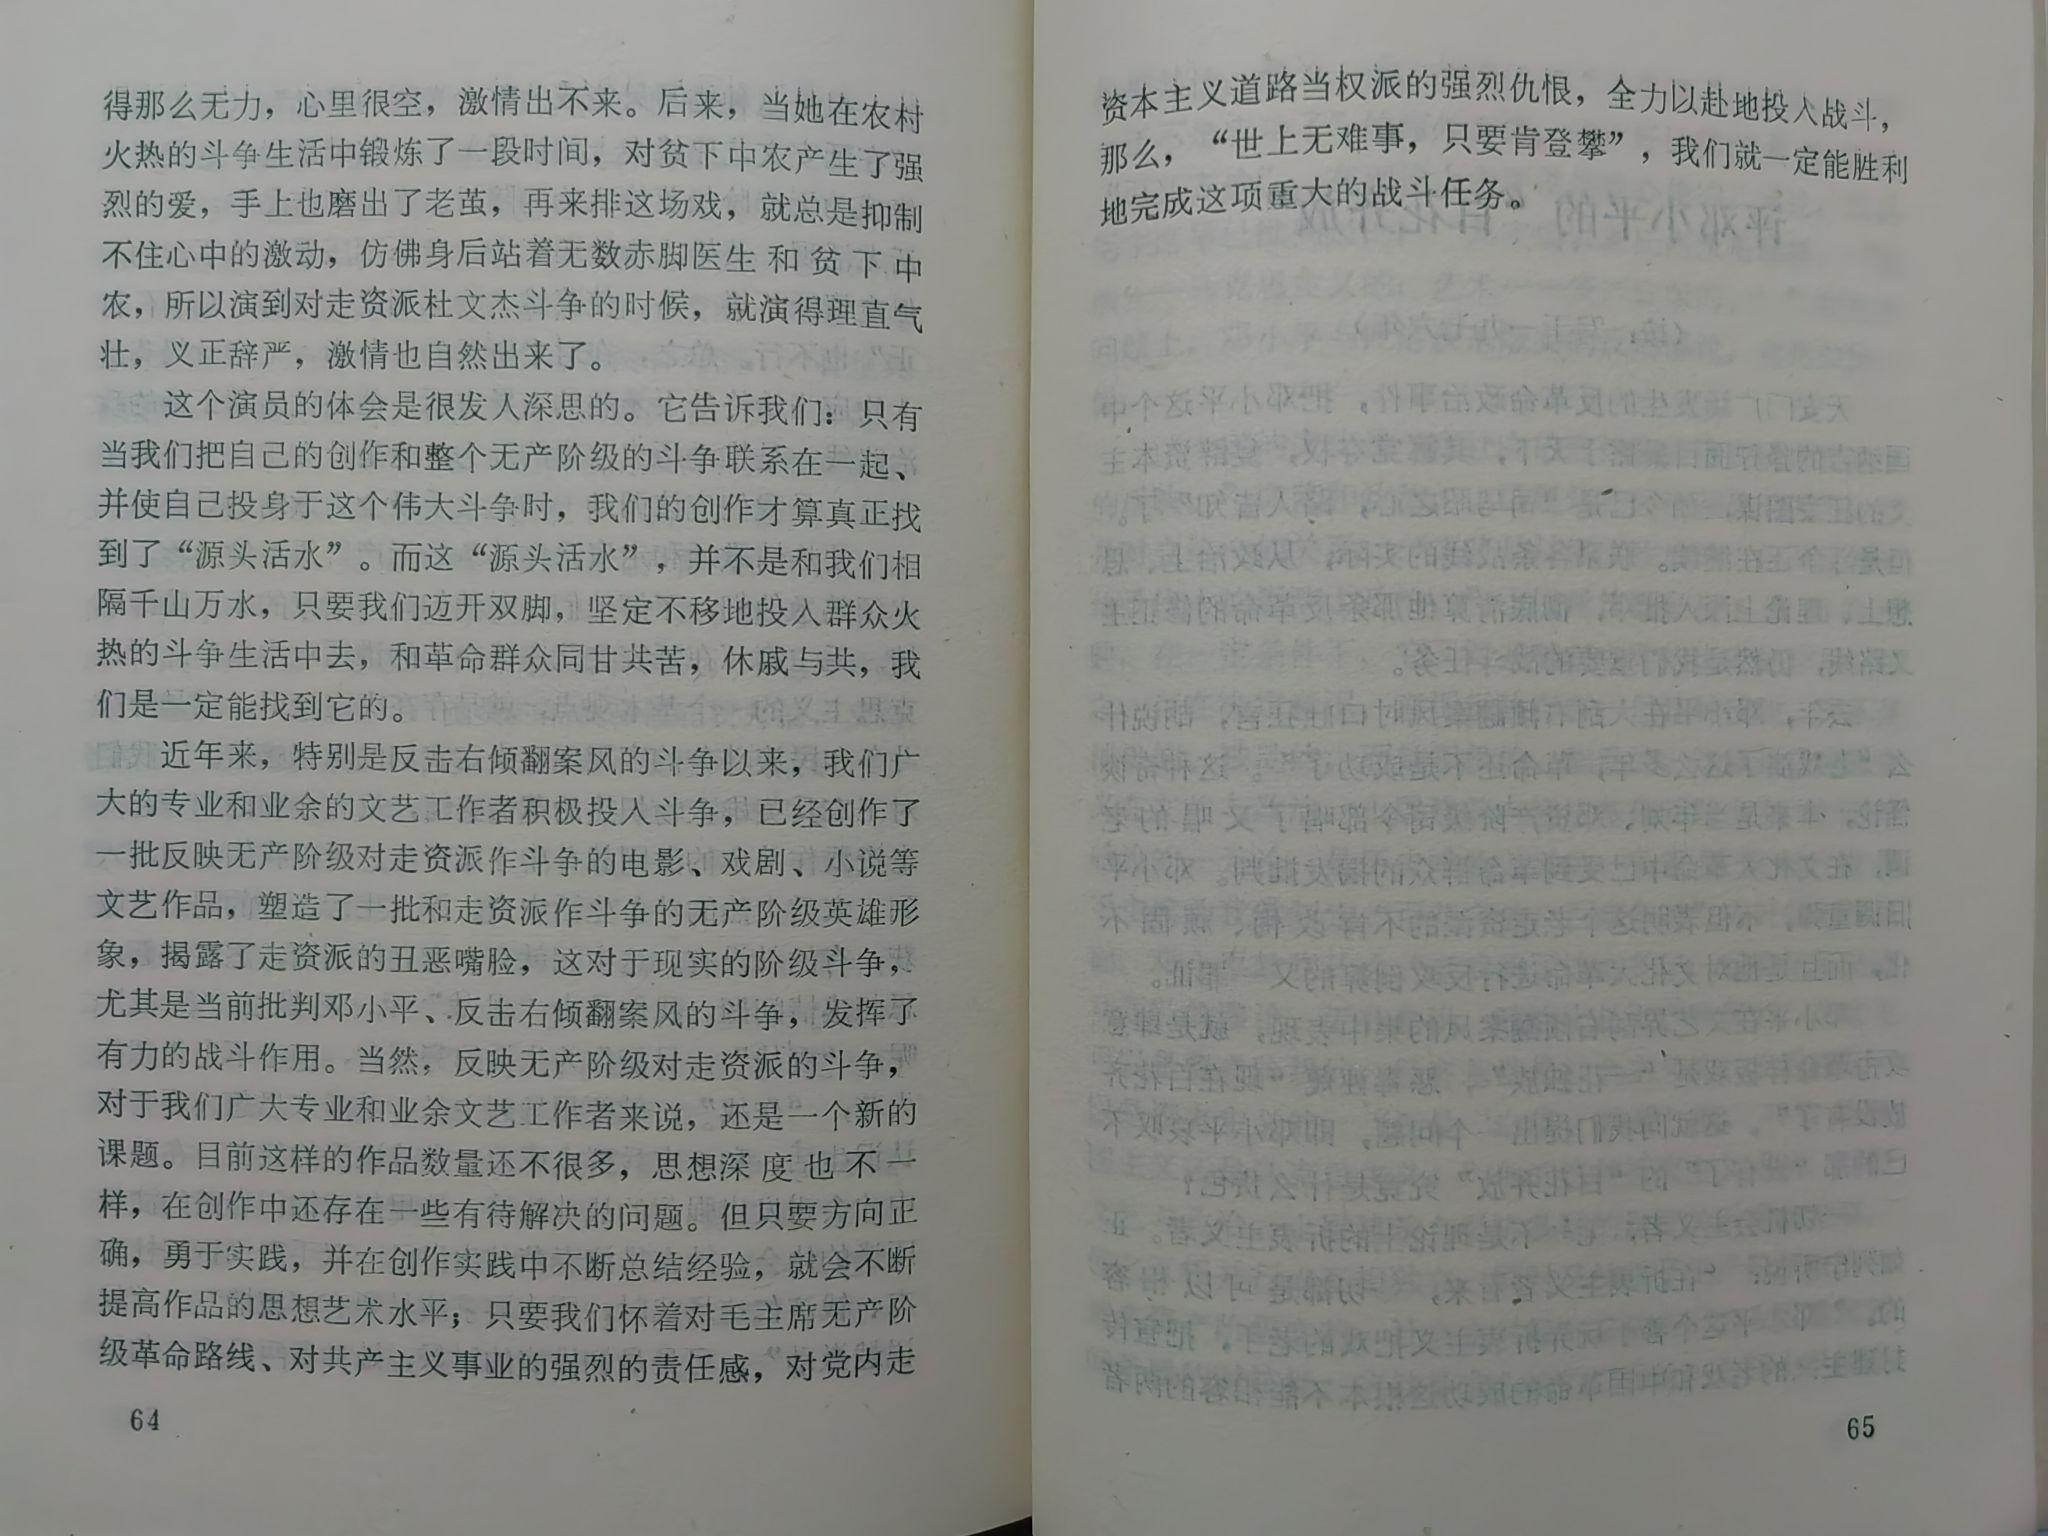 得那么无力，心里很空，激情出不来。后来，当她在农村
火热的斗争生活中锻炼了一段时间，对贫下中农产生了强
烈的爱，手上也磨出了老茧，再来排这场戏，就总是抑制
不住心中的激动，仿佛身后站着无数赤脚医生和贫下中
农，所以演到对走资派杜文杰斗争的时候，就演得理直气
壮，义正辞严，激情也自然出来了。
这个演员的体会是很发人深思的。它告诉我们：只有
当我们把自己的创作和整个无产阶级的斗争联系在一起、
并使自己投身于这个伟大斗争时，我们的创作才算真正找
到了“源头活水”。而这“源头活水”，并不是和我们相
隔千山万水，只要我们迈开双脚，坚定不移地投入群众火
热的斗争生活中去，和革命群众同甘共苦，休戚与共，我
们是一定能找到它的。
近年来，特别是反击右倾翻案风的斗争以来，我们广
大的专业和业余的文艺工作者积极投入斗争，已经创作了
一批反映无产阶级对走资派作斗争的电影、戏剧、小说等
文艺作品，塑造了一批和走资派作斗争的无产阶级英雄形
象，揭露了走资派的丑恶嘴脸，这对于现实的阶级斗争，
尤其是当前批判邓小平、反击右倾翻案风的斗争，发挥了
有力的战斗作用。当然，反映无产阶级对走资派的斗争，
对于我们广大专业和业余文艺工作者来说，还是一个新的
课题。目前这样的作品数量还不很多，思想深度也不一
样，在创作中还存在一些有待解决的问题。但只要方向正
确，勇于实践，并在创作实践中不断总结经验，就会不断
提高作品的思想艺术水平；只要我们怀着对毛主席无产阶
级革命路线、对共产主义事业的强烈的责任感，对党内走
64
资本主义道路当权派的强烈仇恨，全力以赴地投入战斗，
那么，“世上无难事，只要肯登攀”，我们就一定能胜利
地完成这项重大的战斗任务。
65